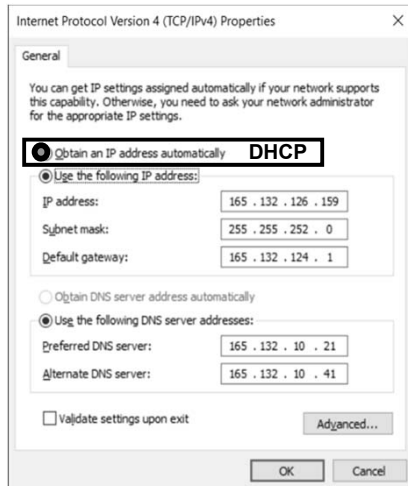 Internet Protocol Version 4 (TCP/IPv4) Properties
General
You can get IP settings assigned automatically if your network supports
this capability. Otherwise, you need to ask your network administrator
for the appropriate IP settings.
Obtain an IP address automatically DHCP
Use the following IP address:
IP address: 165 . 132 . 126 . 159
Subnet mask: 255 . 255 . 252 . 0
Default gateway: 165 . 132 . 124 . 1
Obtain DNS server address automatically
Use the following DNS server addresses:
Preferred DNS server: 165 . 132 . 10 . 21
Alternate DNS server: 165 . 132 . 10 . 41
Validate settings upon exit
Advanced...
OK Cancel